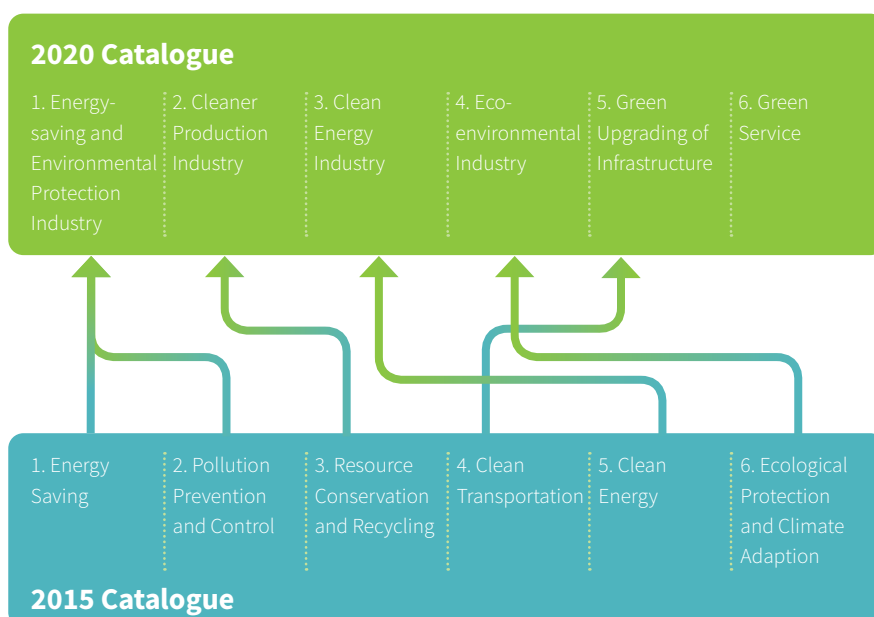 2020 Catalogue
1. Energy-
saving and
Environmental
Protection
Industry
2. Cleaner
Production
Industry
3. Clean
Energy
Industry
4. Eco-
environmental
Industry
5. Green
Upgrading of
Infrastructure
6. Green
Service
1. Energy
Saving
2. Pollution
Prevention
and Control
3. Resource
Conservation
and Recycling
4. Clean
Transportation
5. Clean
Energy
6. Ecological
Protection
and Climate
Adaption
2015 Catalogue